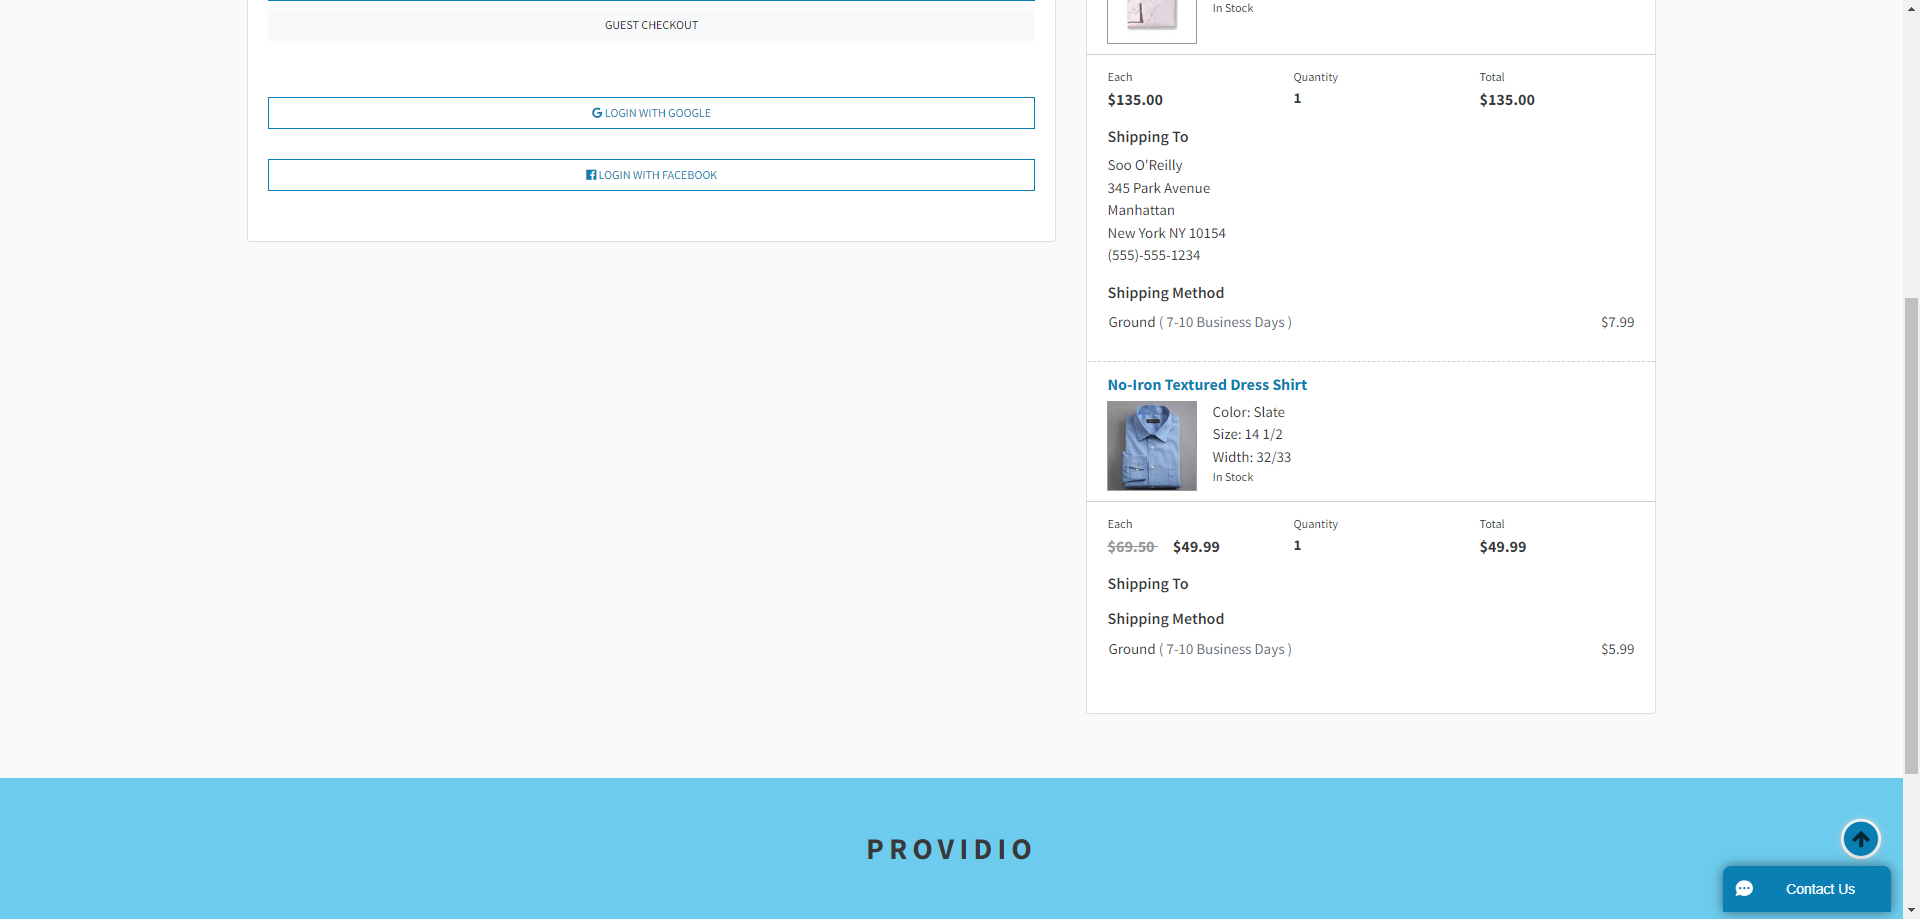 GUEST CHECKOUT
LOGIN WITH GOOGLE
LOGIN WITH FACEBOOK
In Stock
Each Quantity Total
$135.00 1 $135.00
Shipping To
Soo O'Reilly
345 Park Avenue
Manhattan
New York NY 10154
(555)-555-1234
Shipping Method
Ground ( 7-10 Business Days ) $7.99
No-Iron Textured Dress Shirt
Color: Slate
Size: 14 1/2
Width: 32/33
In Stock
Each Quantity Total
$69.50 $49.99 1 $49.99
Shipping To
Shipping Method
Ground ( 7-10 Business Days ) $5.99
PROVIDIO
Contact Us